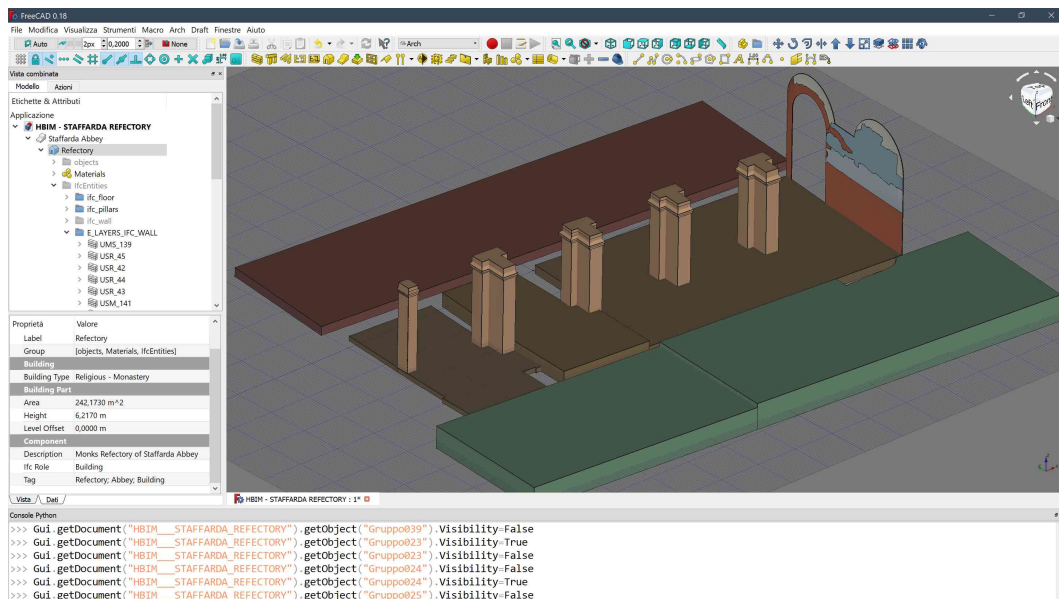 FreeCAD 0.18
File Modifica Visualizza Strumenti Macro Arch Draft Finestre Aiuto
Auto 2px 0,2000 None Arch
Vista combinata
Modello Azioni
Etichette & Attributi
Applicazione
HBIM - STAFFARDA REFECTORY
Staffarda Abbey
Refectory
objects
Materials
IfcEntities
ifc_floor
ifc_pillars
ifc_wall
E_LAYERS_IFC_WALL
UMS_139
USR_45
USR_42
USR_44
USR_43
USM_141
Proprietà Valore
Label Refectory
Group [objects, Materials, IfcEntities]
Building
Building Type Religious - Monastery
Building Part
Area 242,1730 m^2
Height 6,2170 m
Level Offset 0,0000 m
Component
Description Monks Refectory of Staffarda Abbey
Ifc Role Building
Tag Refectory; Abbey; Building
Vista Dati
HBIM - STAFFARDA REFECTORY : 1*
Left Front
Console Python
>>> Gui.getDocument("HBIM___STAFFARDA_REFECTORY").getObject("Gruppo039").Visibility=False
>>> Gui.getDocument("HBIM___STAFFARDA_REFECTORY").getObject("Gruppo023").Visibility=True
>>> Gui.getDocument("HBIM___STAFFARDA_REFECTORY").getObject("Gruppo023").Visibility=False
>>> Gui.getDocument("HBIM___STAFFARDA_REFECTORY").getObject("Gruppo024").Visibility=False
>>> Gui.getDocument("HBIM___STAFFARDA_REFECTORY").getObject("Gruppo024").Visibility=True
>>> Gui.getDocument("HBIM___STAFFARDA_REFECTORY").getObject("Gruppo025").Visibility=False